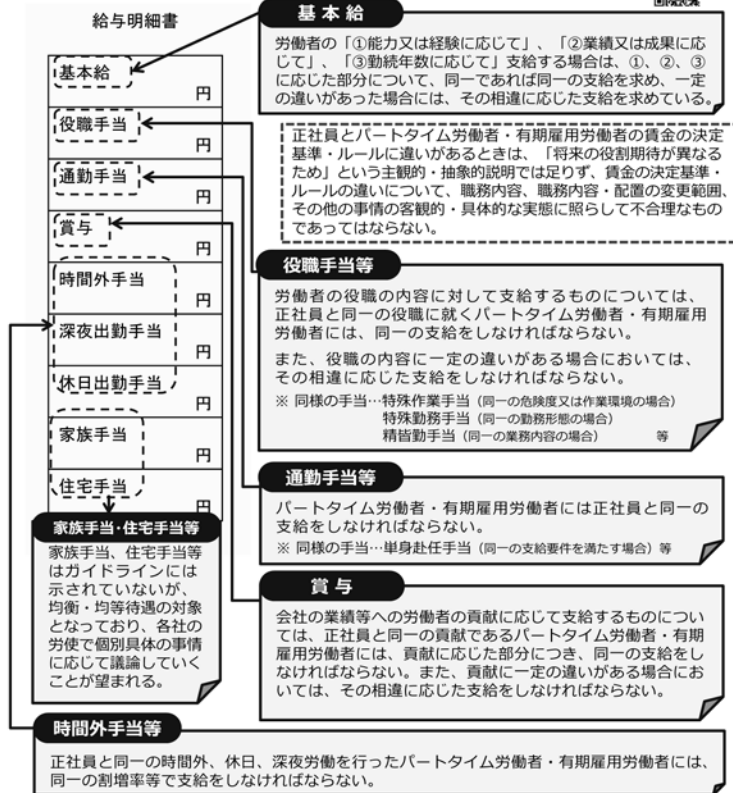 給与明細書
基本給
円
役職手当
円
通勤手当
円
賞与
円
時間外手当
円
深夜出勤手当
円
休日出勤手当
円
家族手当
円
住宅手当
円
基本給
労働者の「①能力又は経験に応じて」、「②業績又は成果に応
じて」、「③勤続年数に応じて」支給する場合は、①、②、③
に応じた部分について、同一であれば同一の支給を求め、一定
の違いがあった場合には、その相違に応じた支給を求めている。
正社員とパートタイム労働者・有期雇用労働者の賃金の決定
基準・ルールに違いがあるときは、「将来の役割期待が異なる
ため」という主観的・抽象的説明では足りず、賃金の決定基準・
ルールの違いについて、職務内容、職務内容・配置の変更範囲、
その他の事情の客観的・具体的な実態に照らして不合理なもの
であってはならない。
役職手当等
労働者の役職の内容に対して支給するものについては、
正社員と同一の役職に就くパートタイム労働者・有期雇用
労働者には、同一の支給をしなければならない。
また、役職の内容に一定の違いがある場合においては、
その相違に応じた支給をしなければならない。
※ 同様の手当…特殊作業手当（同一の危険度又は作業環境の場合）
特殊勤務手当（同一の勤務形態の場合）
精皆勤手当（同一の業務内容の場合） 等
通勤手当等
パートタイム労働者・有期雇用労働者には正社員と同一の
支給をしなければならない。
※ 同様の手当…単身赴任手当（同一の支給要件を満たす場合）等
賞与
会社の業績等への労働者の貢献に応じて支給するものについ
ては、正社員と同一の貢献であるパートタイム労働者・有期
雇用労働者には、貢献に応じた部分につき、同一の支給をし
なければならない。また、貢献に一定の違いがある場合にお
いては、その相違に応じた支給をしなければならない。
家族手当・住宅手当等
家族手当、住宅手当等
はガイドラインには
示されていないが、
均衡・均等待遇の対象
となっており、各社の
労使で個別具体の事情
に応じて議論していく
ことが望まれる。
時間外手当等
正社員と同一の時間外、休日、深夜労働を行ったパートタイム労働者・有期雇用労働者には、
同一の割増率等で支給をしなければならない。